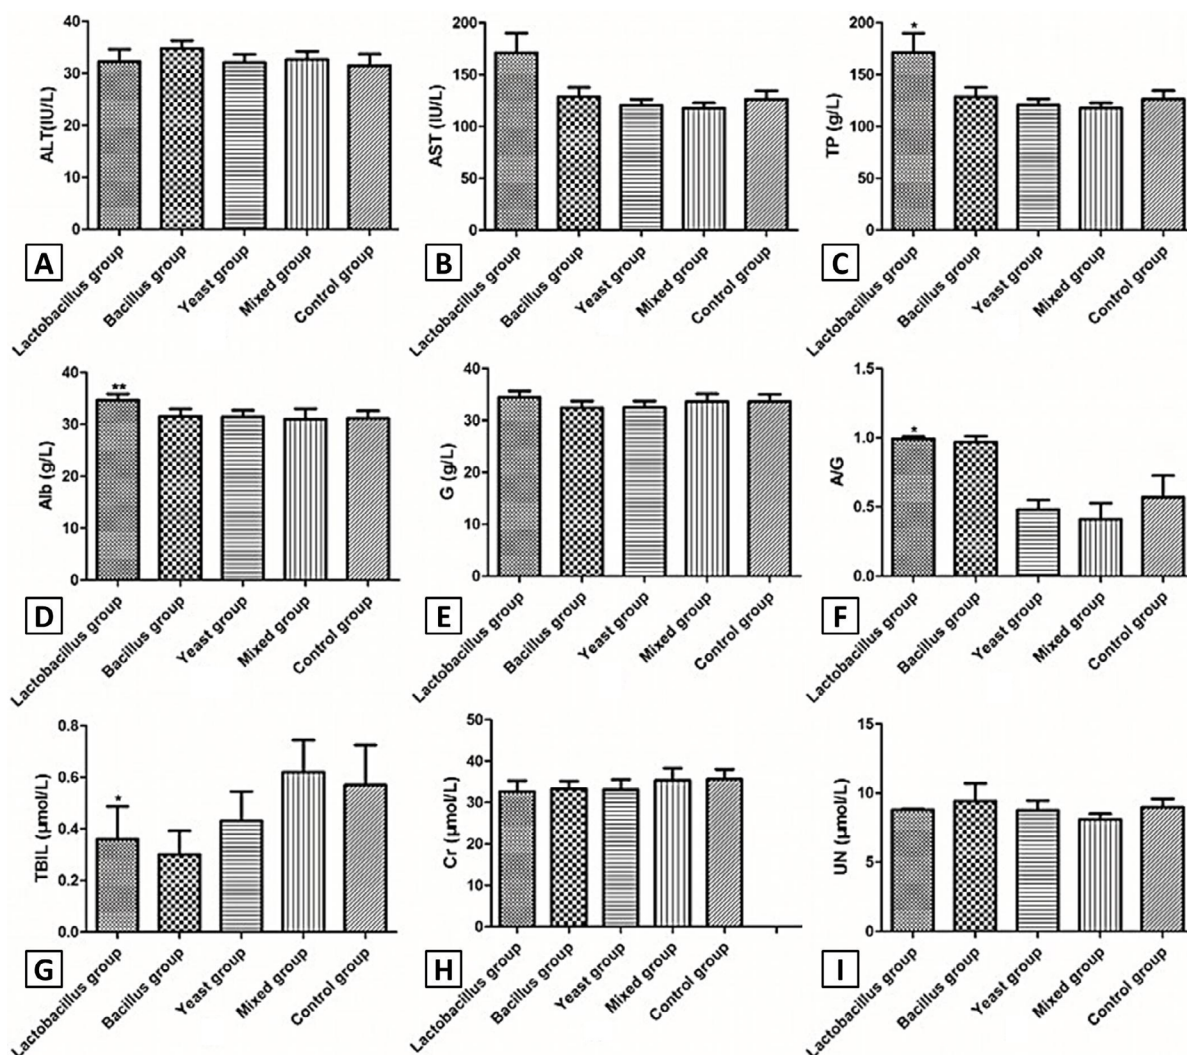 40
30
20
10
0
ALT(IU/L)
A
Lactobacillus group
Bacillus group
Yeast group
Mixed group
Control group
200
150
100
50
0
AST (IU/L)
B
Lactobacillus group
Bacillus group
Yeast group
Mixed group
Control group
200
150
100
50
0
TP (g/L)
*
C
Lactobacillus group
Bacillus group
Yeast group
Mixed group
Control group
40
30
20
10
0
Alb (g/L)
**
D
Lactobacillus group
Bacillus group
Yeast group
Mixed group
Control group
40
30
20
10
0
G (g/L)
E
Lactobacillus group
Bacillus group
Yeast group
Mixed group
Control group
1.5
1.0
0.5
0.0
A/G
*
F
Lactobacillus group
Bacillus group
Yeast group
Mixed group
Control group
0.8
0.6
0.4
0.2
0.0
TBIL (μmol/L)
*
G
Lactobacillus group
Bacillus group
Yeast group
Mixed group
Control group
50
40
30
20
10
0
Cr (μmol/L)
H
Lactobacillus group
Bacillus group
Yeast group
Mixed group
Control group
15
10
5
0
UN (μmol/L)
I
Lactobacillus group
Bacillus group
Yeast group
Mixed group
Control group